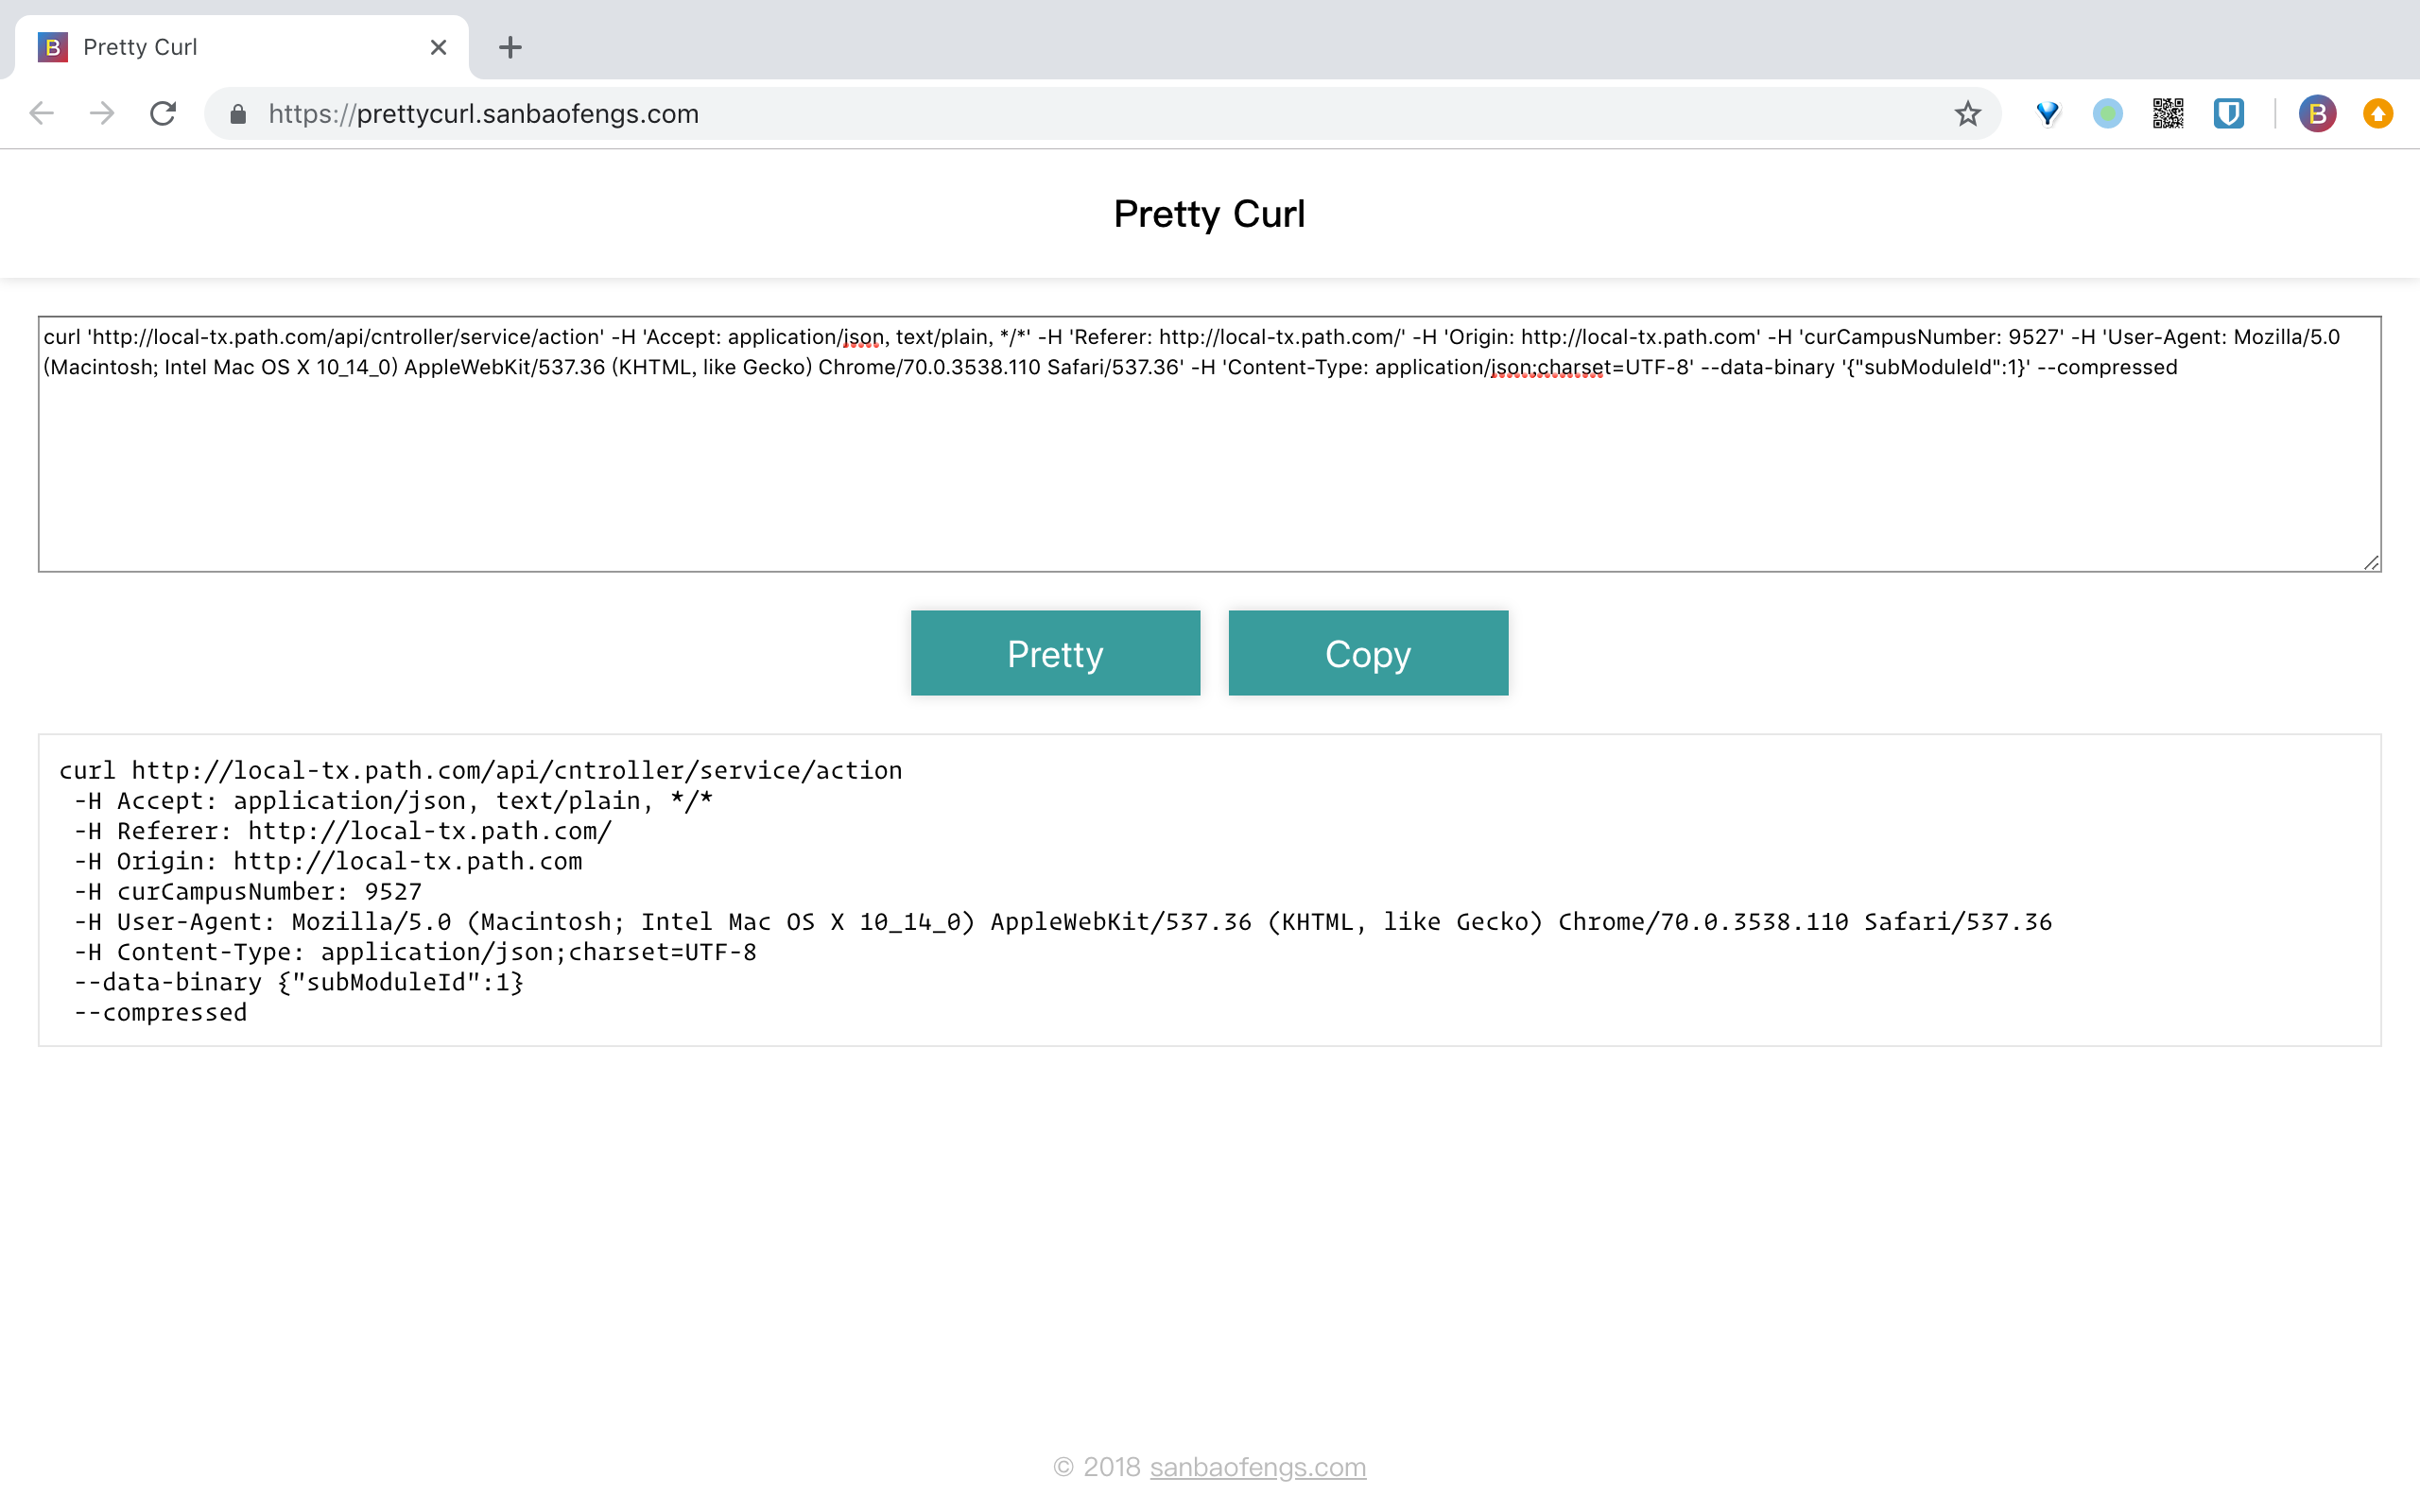 B Pretty Curl
https://prettycurl.sanbaofengs.com B
Pretty Curl
curl 'http://local-tx.path.com/api/cntroller/service/action' -H 'Accept: application/json, text/plain, */*' -H 'Referer: http://local-tx.path.com/' -H 'Origin: http://local-tx.path.com' -H 'curCampusNumber: 9527' -H 'User-Agent: Mozilla/5.0
(Macintosh; Intel Mac OS X 10_14_0) AppleWebKit/537.36 (KHTML, like Gecko) Chrome/70.0.3538.110 Safari/537.36' -H 'Content-Type: application/json;charset=UTF-8' --data-binary '{"subModuleId":1}' --compressed
Pretty Copy
curl http://local-tx.path.com/api/cntroller/service/action
-H Accept: application/json, text/plain, */*
-H Referer: http://local-tx.path.com/
-H Origin: http://local-tx.path.com
-H curCampusNumber: 9527
-H User-Agent: Mozilla/5.0 (Macintosh; Intel Mac OS X 10_14_0) AppleWebKit/537.36 (KHTML, like Gecko) Chrome/70.0.3538.110 Safari/537.36
-H Content-Type: application/json;charset=UTF-8
--data-binary {"subModuleId":1}
--compressed
© 2018 sanbaofengs.com